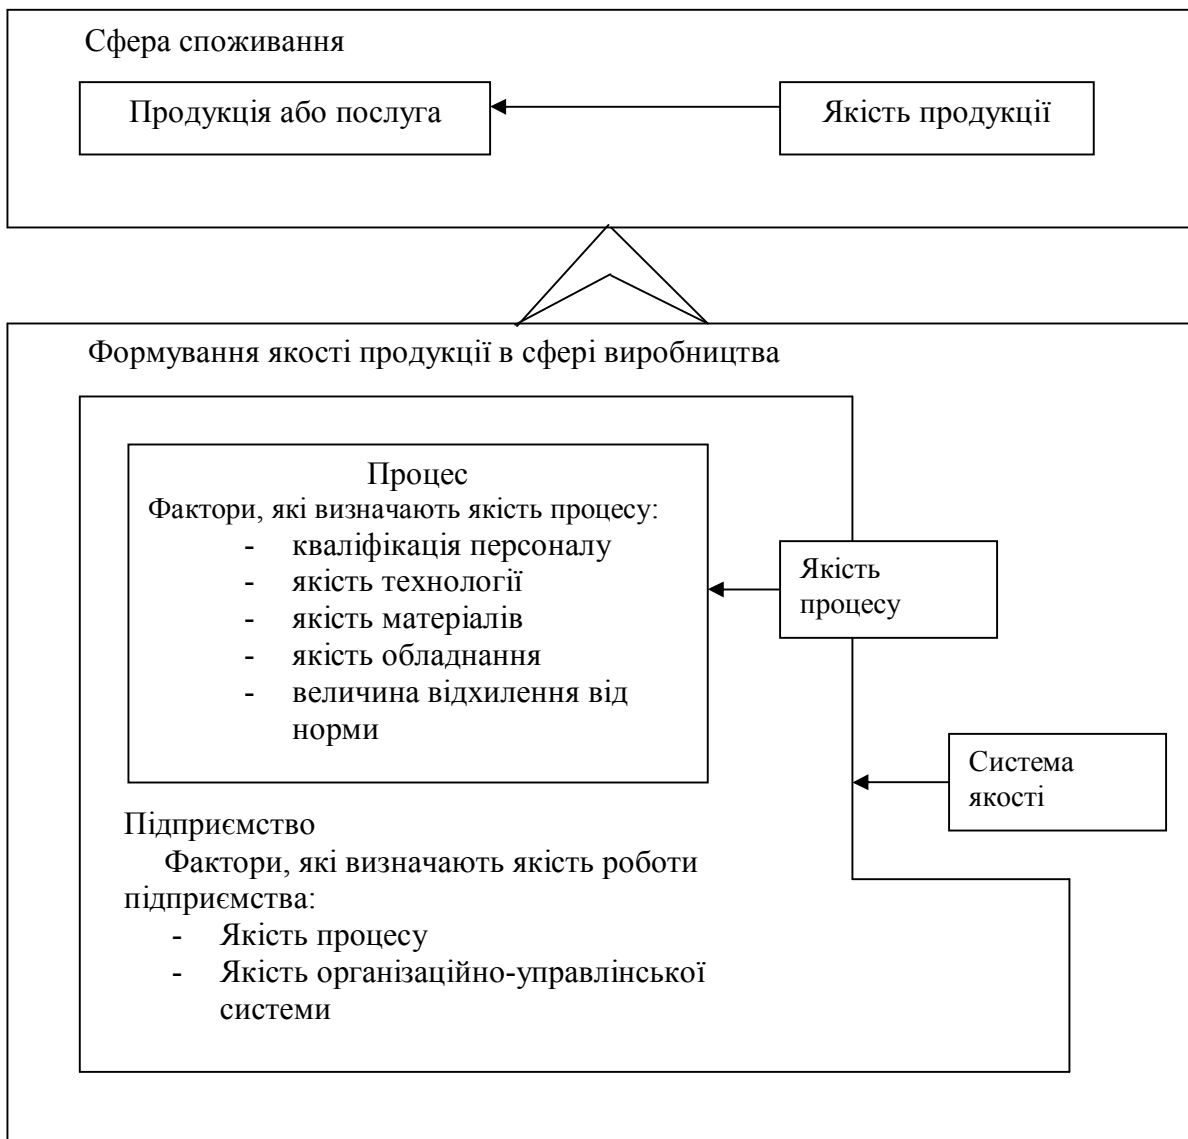 Сфера споживання
Продукція або послуга
Якість продукції
Формування якості продукції в сфері виробництва
Процес
Фактори, які визначають якість процесу:
- кваліфікація персоналу
- якість технології
- якість матеріалів
- якість обладнання
- величина відхилення від
норми
Якість
процесу
Система
якості
Підприємство
Фактори, які визначають якість роботи
підприємства:
- Якість процесу
- Якість організаційно-управлінської
системи